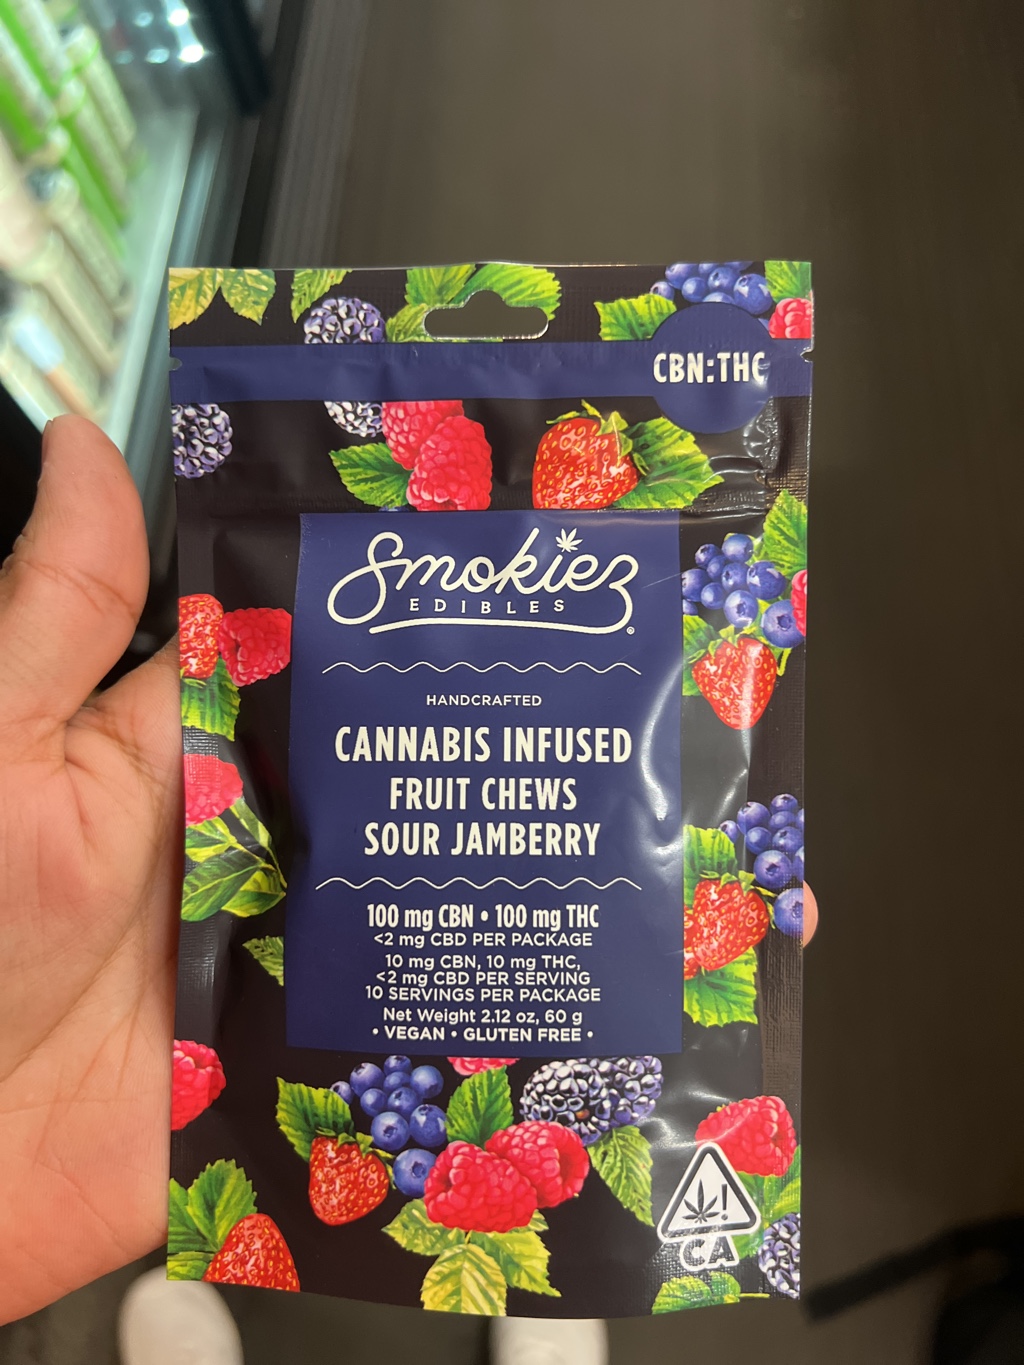 CBN:THC
Smokiez
EDIBLES
®
HANDCRAFTED
CANNABIS INFUSED
FRUIT CHEWS
SOUR JAMBERRY
100 mg CBN • 100 mg THC
<2 mg CBD PER PACKAGE
10 mg CBN, 10 mg THC,
<2 mg CBD PER SERVING
10 SERVINGS PER PACKAGE
Net Weight 2.12 oz, 60 g
• VEGAN • GLUTEN FREE •
!
CA